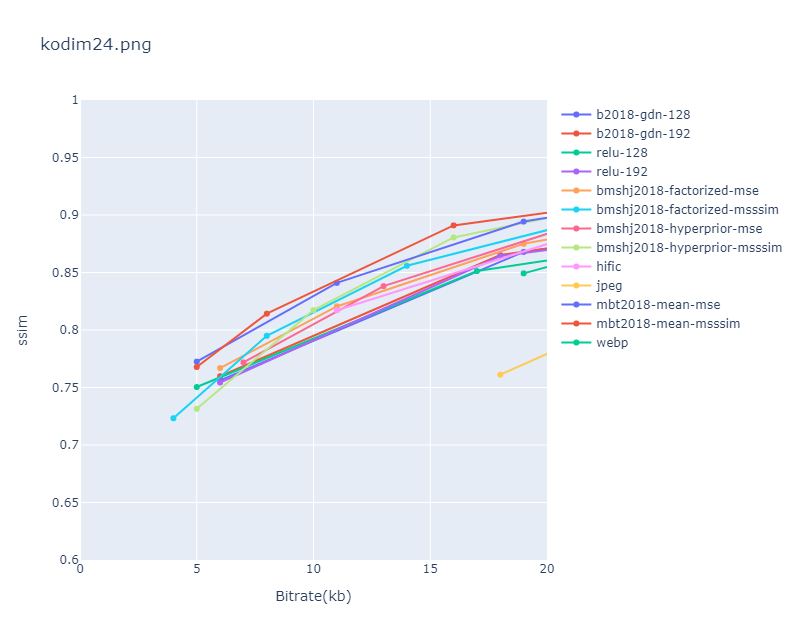 kodim24.png
1
0.95
0.9
0.85
0.8
0.75
0.7
0.65
0.6
ssim
0
5
10
15
20
Bitrate(kb)
b2018-gdn-128
b2018-gdn-192
relu-128
relu-192
bmshj2018-factorized-mse
bmshj2018-factorized-msssim
bmshj2018-hyperprior-mse
bmshj2018-hyperprior-msssim
hific
jpeg
mbt2018-mean-mse
mbt2018-mean-msssim
webp